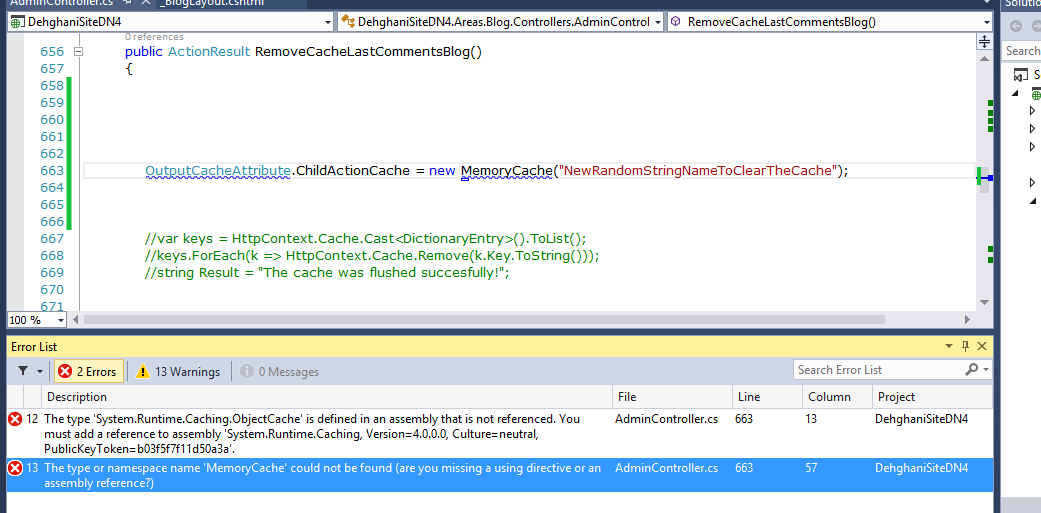 AdminController.cs
_BlogLayout.cshtml
DehghaniSiteDN4
DehghaniSiteDN4.Areas.Blog.Controllers.AdminControl
RemoveCacheLastCommentsBlog()
0 references
656 public ActionResult RemoveCacheLastCommentsBlog()
657 {
658
659
660
661
662
663 OutputCacheAttribute.ChildActionCache = new MemoryCache("NewRandomStringNameToClearTheCache");
664
665
666
667 //var keys = HttpContext.Cache.Cast<DictionaryEntry>().ToList();
668 //keys.ForEach(k => HttpContext.Cache.Remove(k.Key.ToString()));
669 //string Result = "The cache was flushed succesfully!";
670
671
100 %
Error List
2 Errors
13 Warnings
0 Messages
Search Error List
Description File Line Column Project
12 The type 'System.Runtime.Caching.ObjectCache' is defined in an assembly that is not referenced. You AdminController.cs 663 13 DehghaniSiteDN4
must add a reference to assembly 'System.Runtime.Caching, Version=4.0.0.0, Culture=neutral,
PublicKeyToken=b03f5f7f11d50a3a'.
13 The type or namespace name 'MemoryCache' could not be found (are you missing a using directive or an AdminController.cs 663 57 DehghaniSiteDN4
assembly reference?)
Search